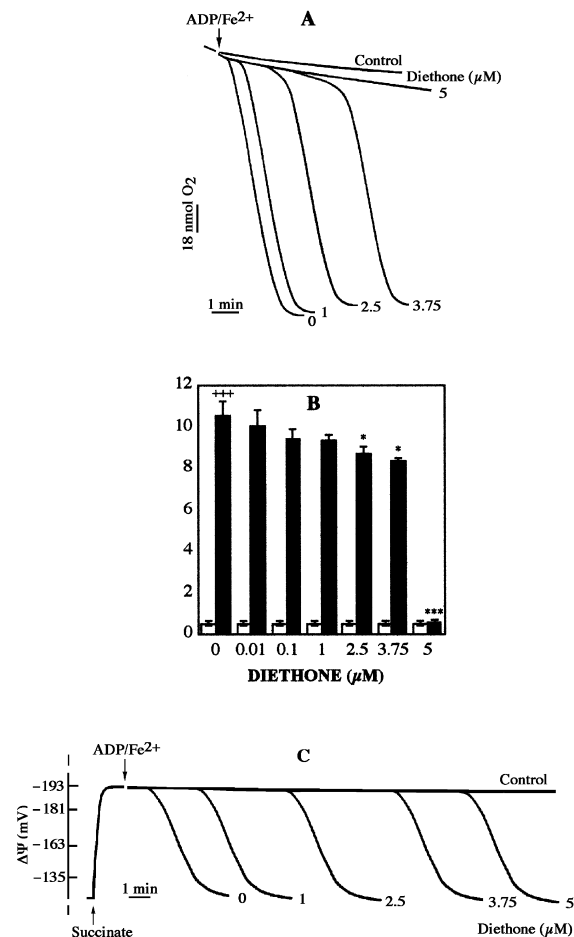 ADP/Fe2+
A
Control
Diethone (µM)
5
18 nmol O2
1 min
0
1
2.5
3.75
B
12
10
8
6
4
2
0
+++
*
*
***
0 0.01 0.1 1 2.5 3.75 5
DIETHONE (µM)
C
ADP/Fe2+
−193
−181
−163
−135
ΔΨ (mV)
Control
1 min
0
1
2.5
3.75
5
Succinate
Diethone (µM)